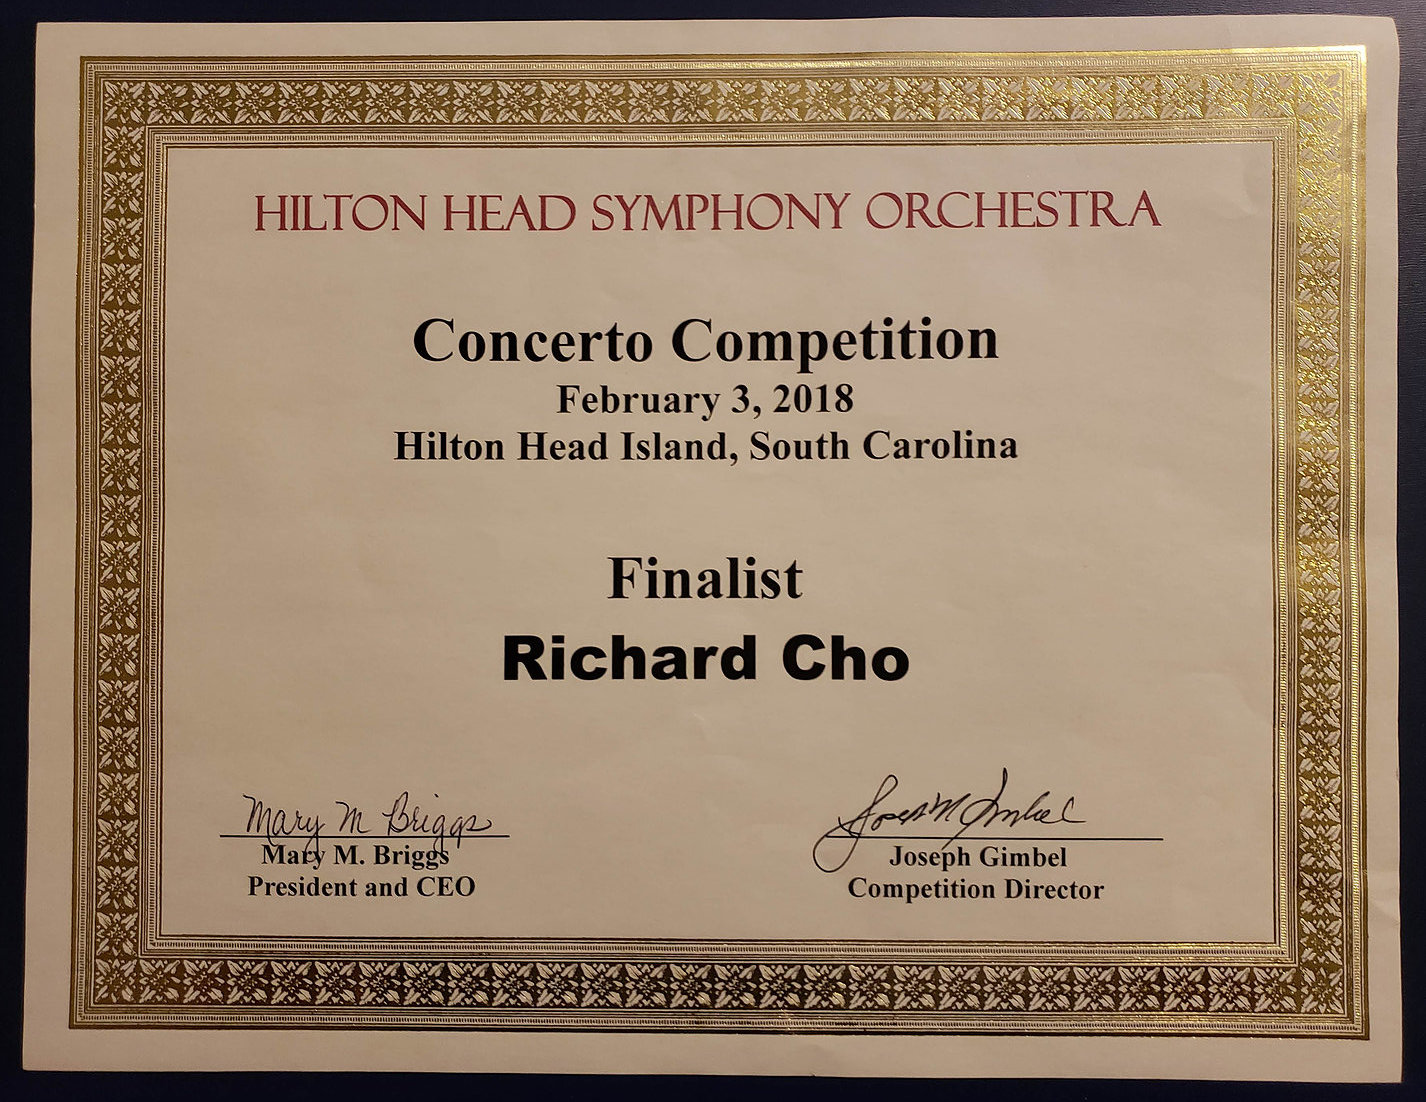 HILTON HEAD SYMPHONY ORCHESTRA
Concerto Competition
February 3, 2018
Hilton Head Island, South Carolina
Finalist
Richard Cho
Mary M Briggs
Mary M. Briggs
President and CEO
Joseph M Gimbel
Joseph Gimbel
Competition Director